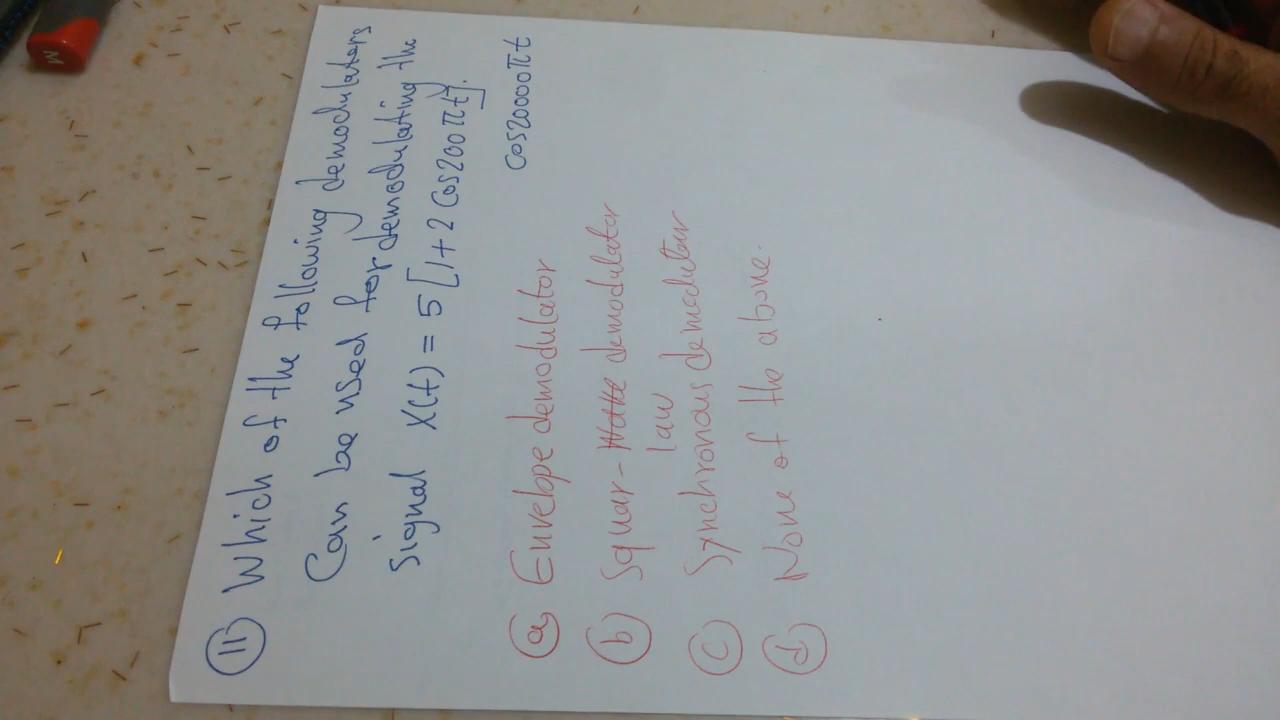 11 Which of the following demodulators
Can be used for demodulating the
signal X(t) = 5 [1+2 Cos200πt].
Cos20000πt
a Envelope demodulator
b Squar- demodulator
law
c Synchronous demodutor
d None of the above.
M